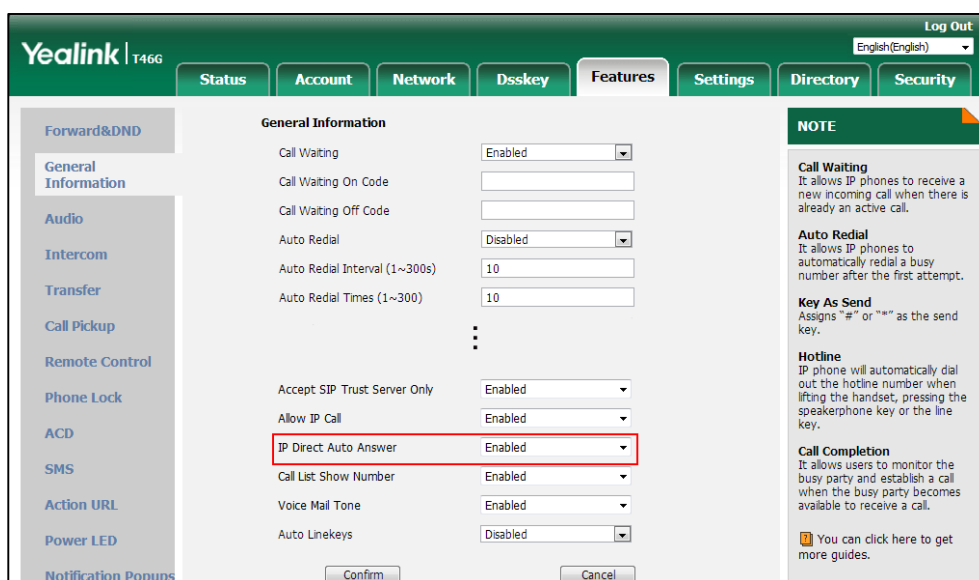 Log Out
Yealink T46G
English(English)
Status Account Network Dsskey Features Settings Directory Security
Forward&DND
General
Information
Audio
Intercom
Transfer
Call Pickup
Remote Control
Phone Lock
ACD
SMS
Action URL
Power LED
Notification Popups
General Information
Call Waiting Enabled
Call Waiting On Code
Call Waiting Off Code
Auto Redial Disabled
Auto Redial Interval (1~300s) 10
Auto Redial Times (1~300) 10
Accept SIP Trust Server Only Enabled
Allow IP Call Enabled
IP Direct Auto Answer Enabled
Call List Show Number Enabled
Voice Mail Tone Enabled
Auto Linekeys Disabled
Confirm Cancel
NOTE
Call Waiting
It allows IP phones to receive a
new incoming call when there is
already an active call.
Auto Redial
It allows IP phones to
automatically redial a busy
number after the first attempt.
Key As Send
Assigns "#" or "*" as the send
key.
Hotline
IP phone will automatically dial
out the hotline number when
lifting the handset, pressing the
speakerphone key or the line
key.
Call Completion
It allows users to monitor the
busy party and establish a call
when the busy party becomes
available to receive a call.
You can click here to get
more guides.